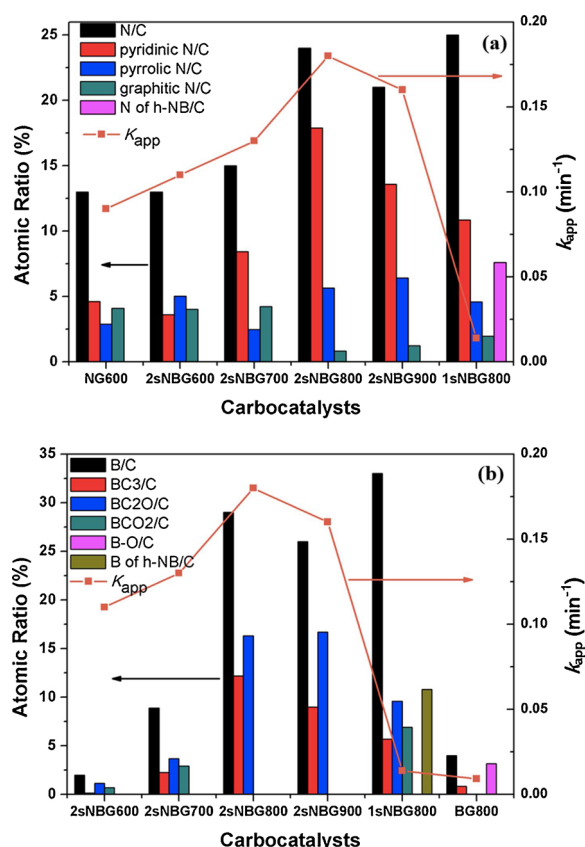 (a)
N/C
pyridinic N/C
pyrrolic N/C
graphitic N/C
N of h-NB/C
Kapp
25
20
15
10
5
0
Atomic Ratio (%)
0.20
0.15
0.10
0.05
0.00
kapp (min⁻¹)
NG600 2sNBG600 2sNBG700 2sNBG800 2sNBG900 1sNBG800
Carbocatalysts
(b)
B/C
BC3/C
BC2O/C
BCO2/C
B-O/C
B of h-NB/C
Kapp
35
30
25
20
15
10
5
0
Atomic Ratio (%)
0.20
0.15
0.10
0.05
0.00
kapp (min⁻¹)
2sNBG600 2sNBG700 2sNBG800 2sNBG900 1sNBG800 BG800
Carbocatalysts